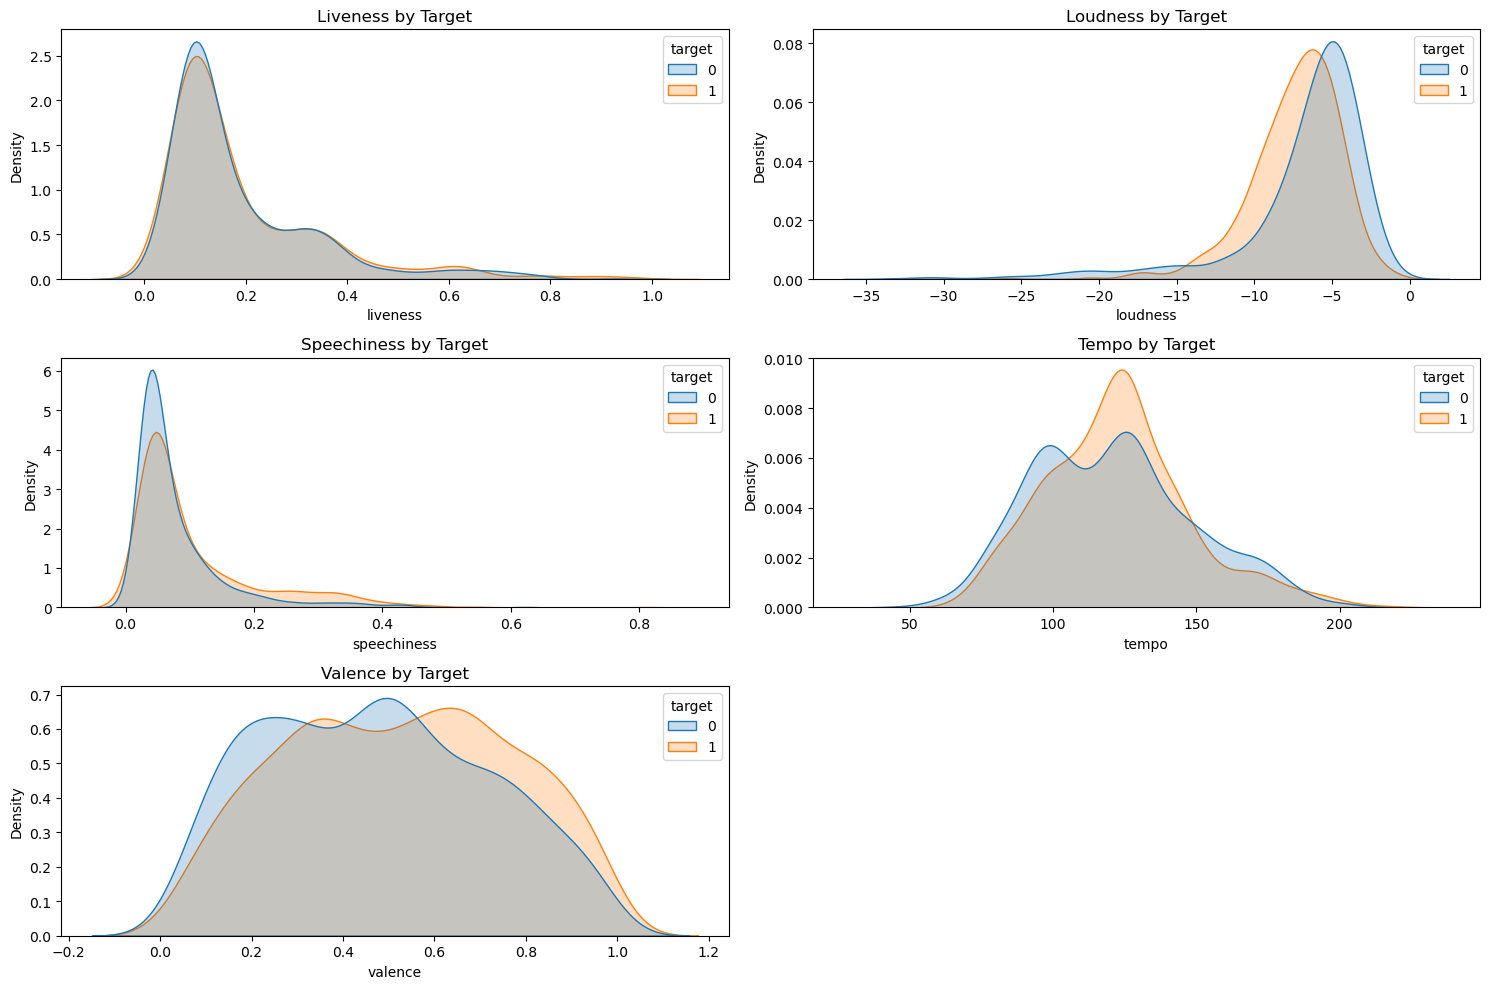 Liveness by Target
2.5
2.0
1.5
1.0
0.5
0.0
Density
0.0 0.2 0.4 0.6 0.8 1.0
liveness
target
0
1
Loudness by Target
0.08
0.06
0.04
0.02
0.00
Density
−35 −30 −25 −20 −15 −10 −5 0
loudness
target
0
1
Speechiness by Target
6
5
4
3
2
1
0
Density
0.0 0.2 0.4 0.6 0.8
speechiness
target
0
1
Tempo by Target
0.010
0.008
0.006
0.004
0.002
0.000
Density
50 100 150 200
tempo
target
0
1
Valence by Target
0.7
0.6
0.5
0.4
0.3
0.2
0.1
0.0
Density
−0.2 0.0 0.2 0.4 0.6 0.8 1.0 1.2
valence
target
0
1